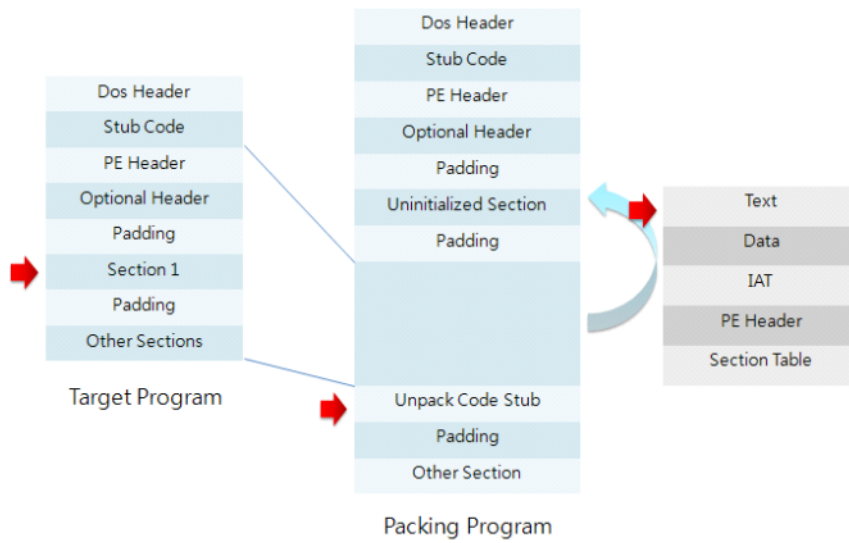 Dos Header
Stub Code
PE Header
Optional Header
Padding
Section 1
Padding
Other Sections
Target Program
Dos Header
Stub Code
PE Header
Optional Header
Padding
Uninitialized Section
Padding
Unpack Code Stub
Padding
Other Section
Packing Program
Text
Data
IAT
PE Header
Section Table